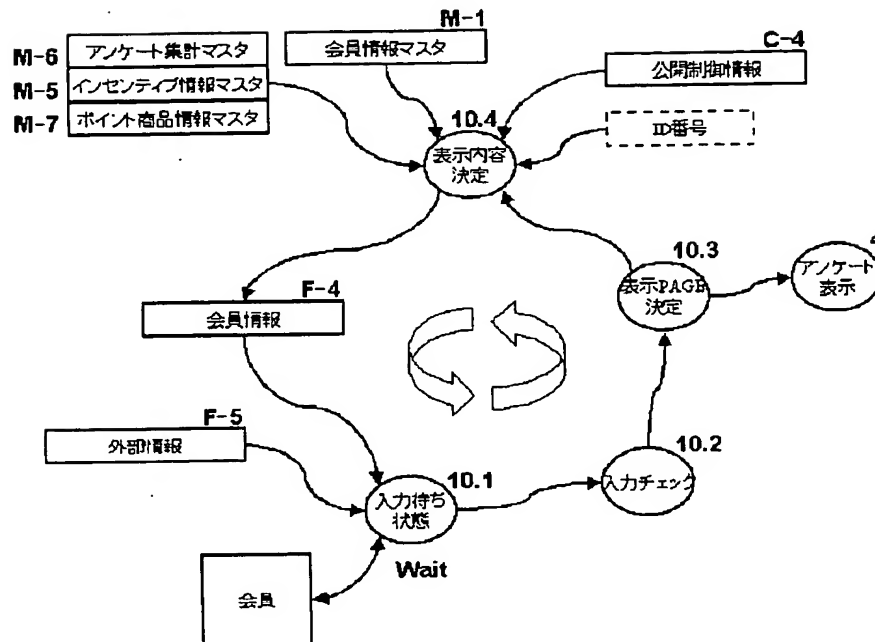 M-1
M-6 アンケート集計マスタ
会員情報マスタ
C-4
M-5 インセンティブ情報マスタ
公開制御情報
M-7 ポイント商品情報マスタ
10.4
ID番号
表示内容
決定
10.3
F-4
表示PAGE
決定
アンケート
表示
会員情報
F-5
外部情報
10.1
10.2
入力待ち
状態
入力チェック
Wait
会員